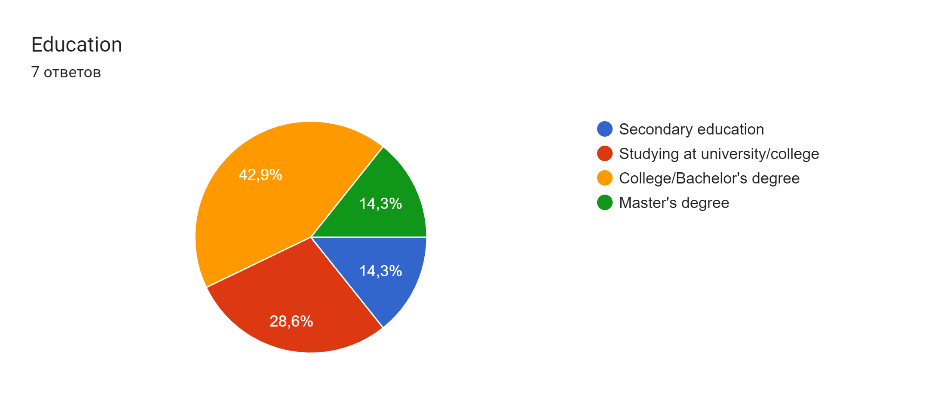 Education
7 ответов
Secondary education
Studying at university/college
College/Bachelor's degree
Master's degree
42,9%
14,3%
14,3%
28,6%